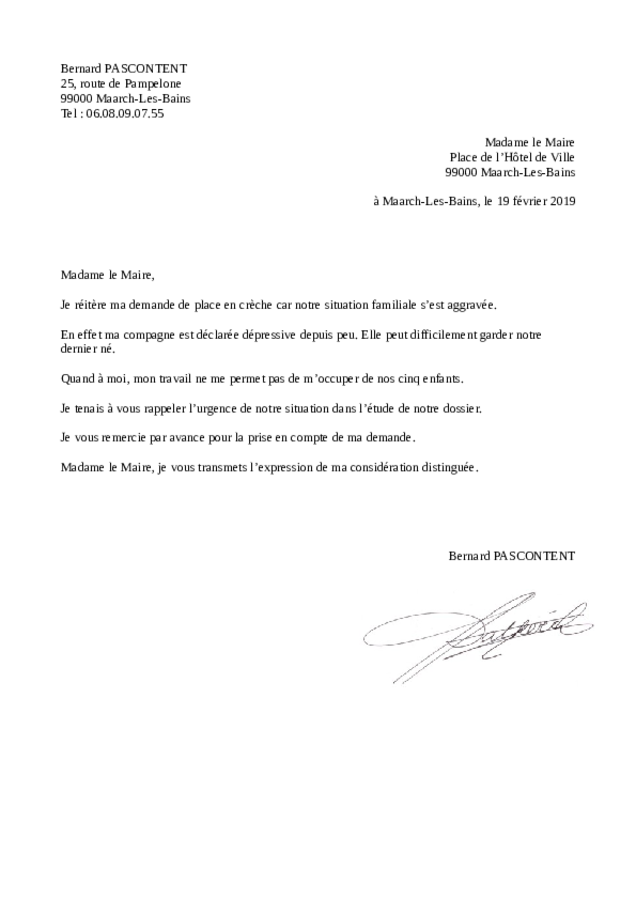 Bernard PASCONTENT
25, route de Pampelone
99000 Maarch-Les-Bains
Tel : 06.08.09.07.55
Madame le Maire
Place de l’Hôtel de Ville
99000 Maarch-Les-Bains
à Maarch-Les-Bains, le 19 février 2019
Madame le Maire,
Je réitère ma demande de place en crèche car notre situation familiale s’est aggravée.
En effet ma compagne est déclarée dépressive depuis peu. Elle peut difficilement garder notre
dernier né.
Quand à moi, mon travail ne me permet pas de m’occuper de nos cinq enfants.
Je tenais à vous rappeler l’urgence de notre situation dans l’étude de notre dossier.
Je vous remercie par avance pour la prise en compte de ma demande.
Madame le Maire, je vous transmets l’expression de ma considération distinguée.
Bernard PASCONTENT